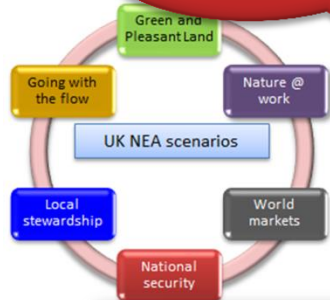 Green and
Pleasant Land
Going with
the flow
Nature @
work
UK NEA scenarios
Local
stewardship
World
markets
National
security